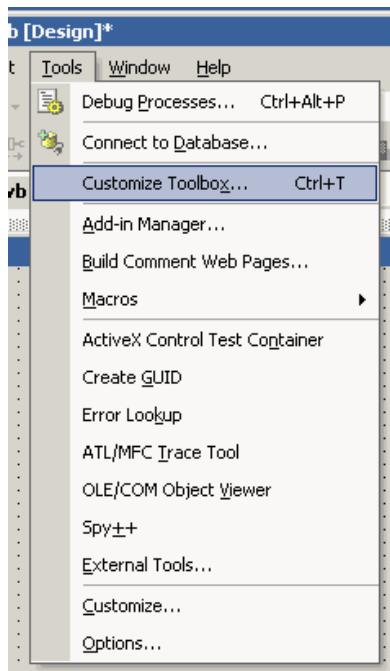 b [Design]*
t Tools Window Help
Debug Processes... Ctrl+Alt+P
Connect to Database...
vb
Customize Toolbox... Ctrl+T
Add-in Manager...
Build Comment Web Pages...
Macros
ActiveX Control Test Container
Create GUID
Error Lookup
ATL/MFC Trace Tool
OLE/COM Object Viewer
Spy++
External Tools...
Customize...
Options...